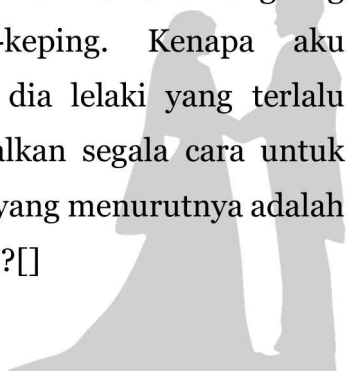 -keping. Kenapa aku
dia lelaki yang terlalu
alkan segala cara untuk
yang menurutnya adalah
?[]